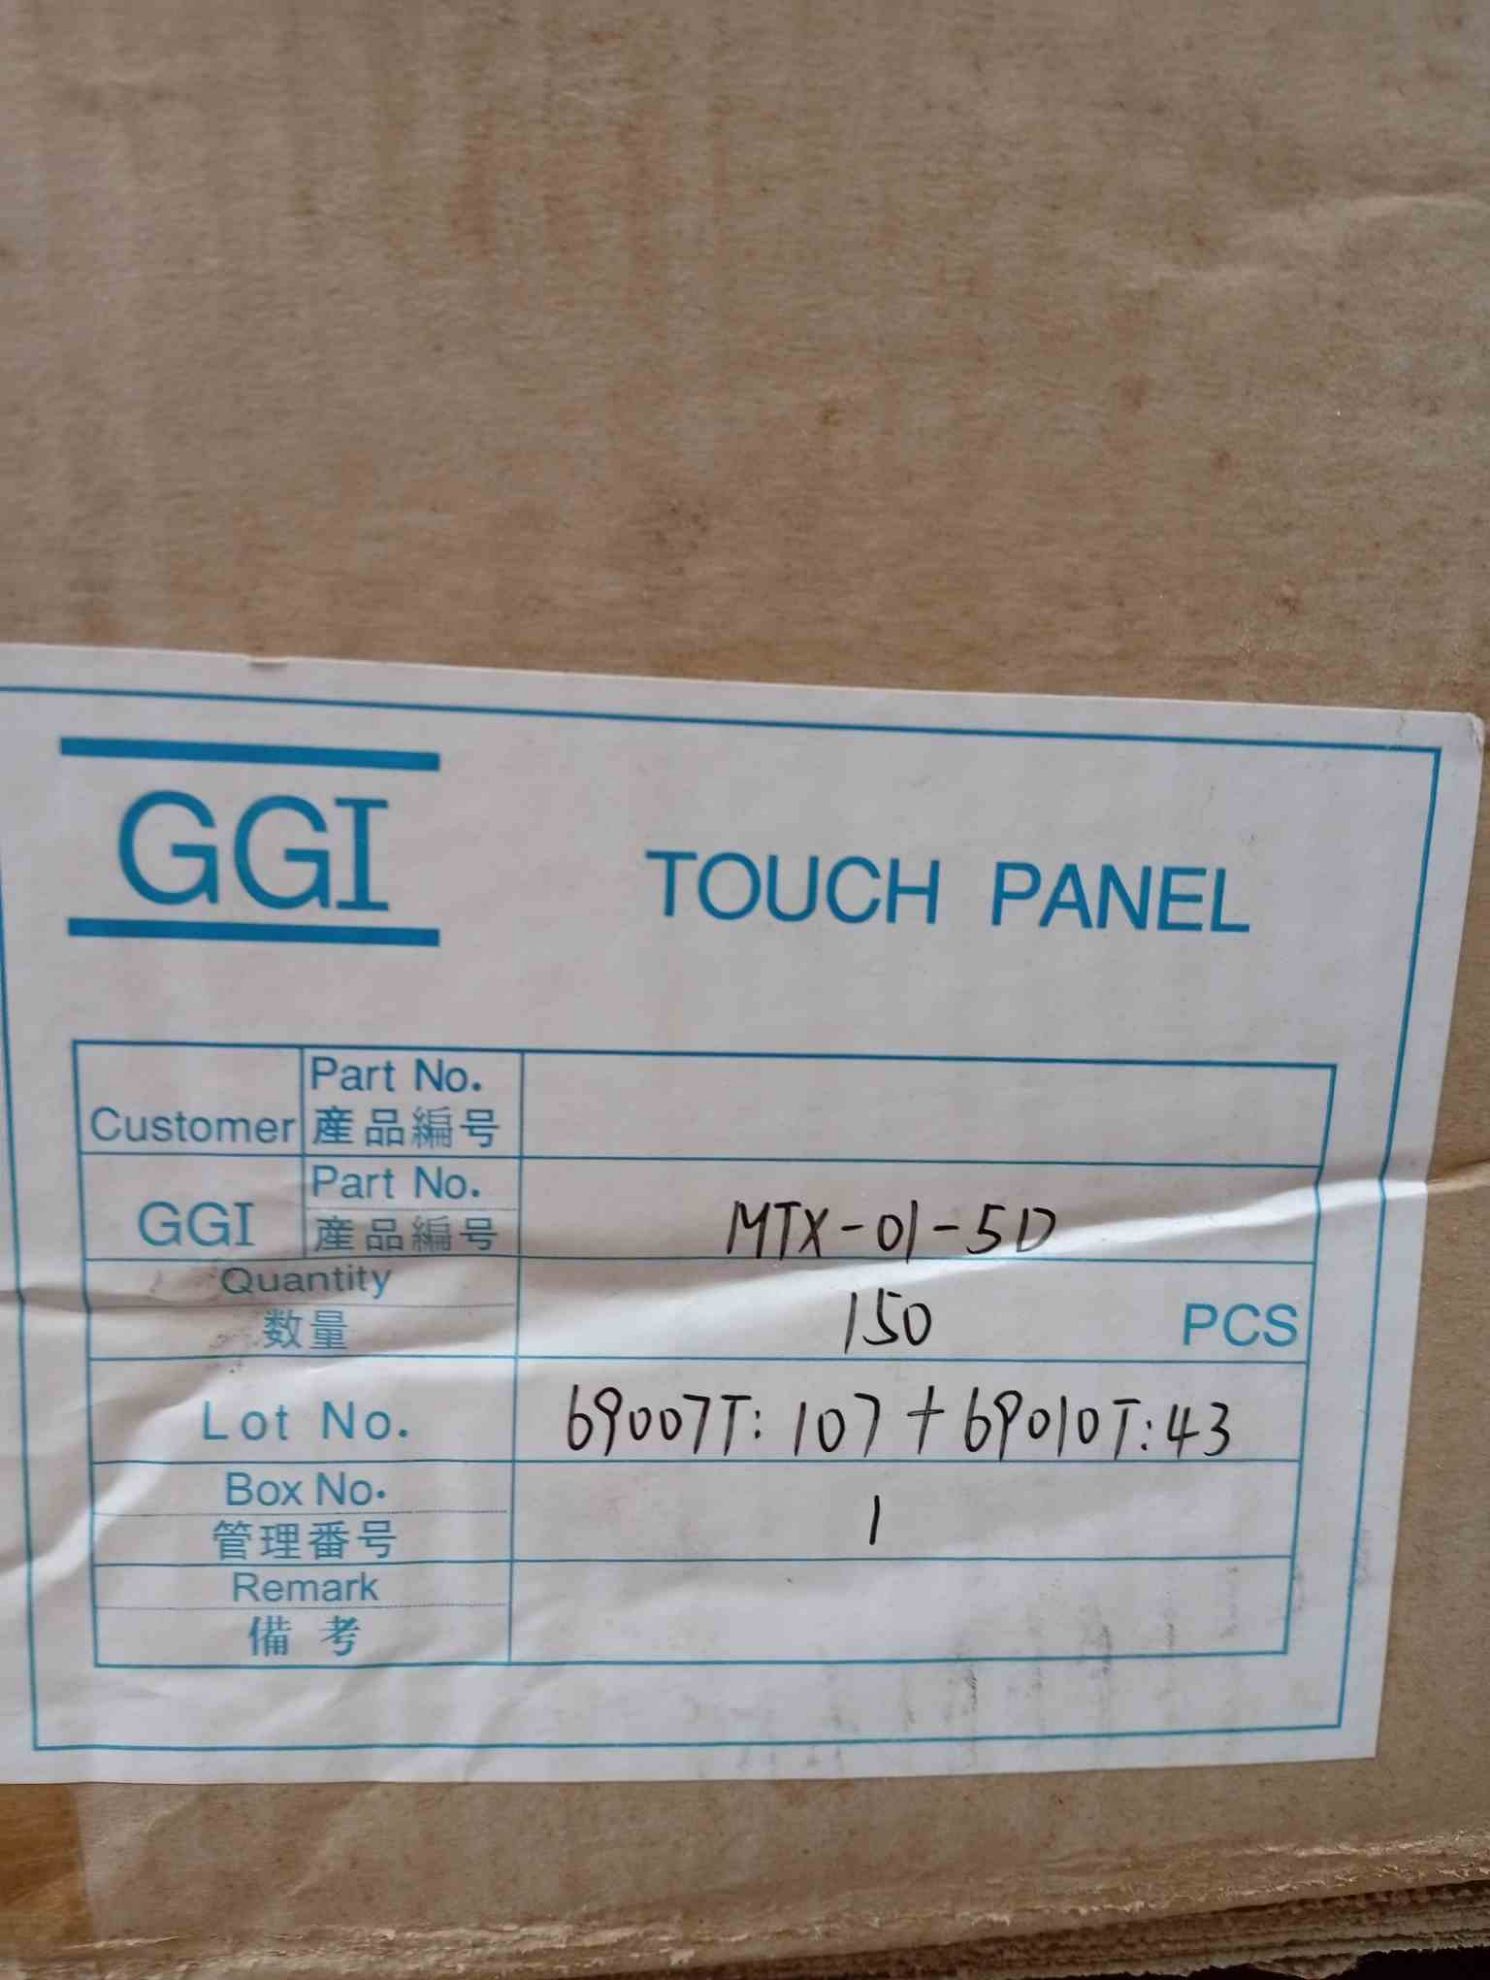 GGI
TOUCH PANEL
Customer
Part No.
産品編号
GGI
Part No.
産品編号
MTX-01-5D
Quantity
数量
150
PCS
Lot No.
69007T: 107 + 69010T: 43
Box No.
管理番号
1
Remark
備考